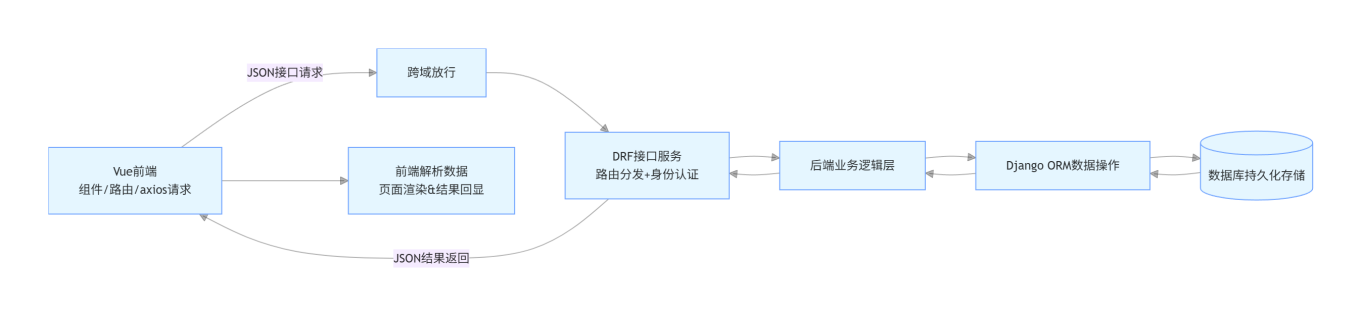 JSON接口请求
跨域放行
Vue前端
组件/路由/axios请求
前端解析数据
页面渲染&结果回显
DRF接口服务
路由分发+身份认证
后端业务逻辑层
Django ORM数据操作
数据库持久化存储
JSON结果返回